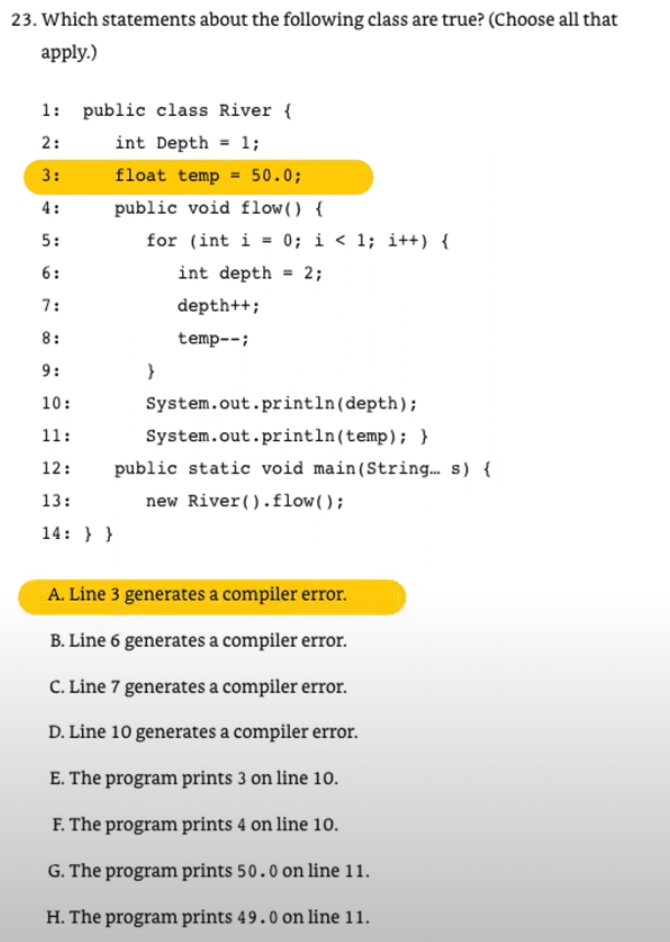 23. Which statements about the following class are true? (Choose all that
apply.)
1: public class River {
2: int Depth = 1;
3: float temp = 50.0;
4: public void flow() {
5: for (int i = 0; i < 1; i++) {
6: int depth = 2;
7: depth++;
8: temp--;
9: }
10: System.out.println(depth);
11: System.out.println(temp); }
12: public static void main(String… s) {
13: new River().flow();
14: } }
A. Line 3 generates a compiler error.
B. Line 6 generates a compiler error.
C. Line 7 generates a compiler error.
D. Line 10 generates a compiler error.
E. The program prints 3 on line 10.
F. The program prints 4 on line 10.
G. The program prints 50.0 on line 11.
H. The program prints 49.0 on line 11.